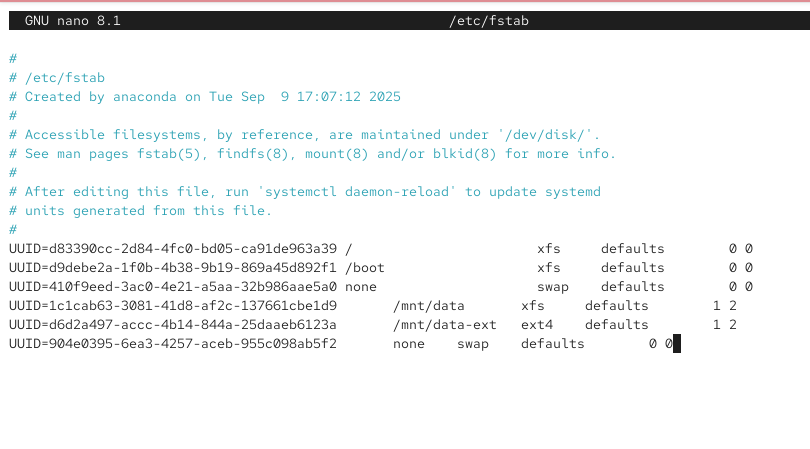 GNU nano 8.1 /etc/fstab
#
# /etc/fstab
# Created by anaconda on Tue Sep  9 17:07:12 2025
#
# Accessible filesystems, by reference, are maintained under '/dev/disk/'.
# See man pages fstab(5), findfs(8), mount(8) and/or blkid(8) for more info.
#
# After editing this file, run 'systemctl daemon-reload' to update systemd
# units generated from this file.
#
UUID=d83390cc-2d84-4fc0-bd05-ca91de963a39 /                       xfs     defaults        0 0
UUID=d9debe2a-1f0b-4b38-9b19-869a45d892f1 /boot                   xfs     defaults        0 0
UUID=410f9eed-3ac0-4e21-a5aa-32b986aae5a0 none                    swap    defaults        0 0
UUID=1c1cab63-3081-41d8-af2c-137661cbe1d9       /mnt/data       xfs     defaults        1 2
UUID=d6d2a497-accc-4b14-844a-25daaeb6123a       /mnt/data-ext   ext4    defaults        1 2
UUID=904e0395-6ea3-4257-aceb-955c098ab5f2       none    swap    defaults        0 0